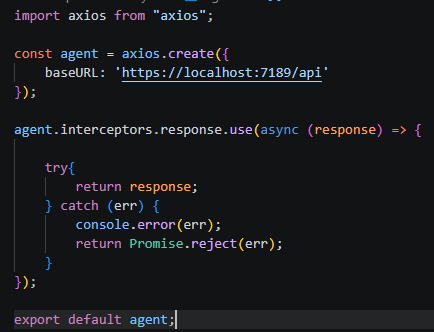 import axios from "axios";
const agent = axios.create({
    baseURL: 'https://localhost:7189/api'
});
agent.interceptors.response.use(async (response) => {
    try{
        return response;
    } catch (err) {
        console.error(err);
        return Promise.reject(err);
    }
});
export default agent;